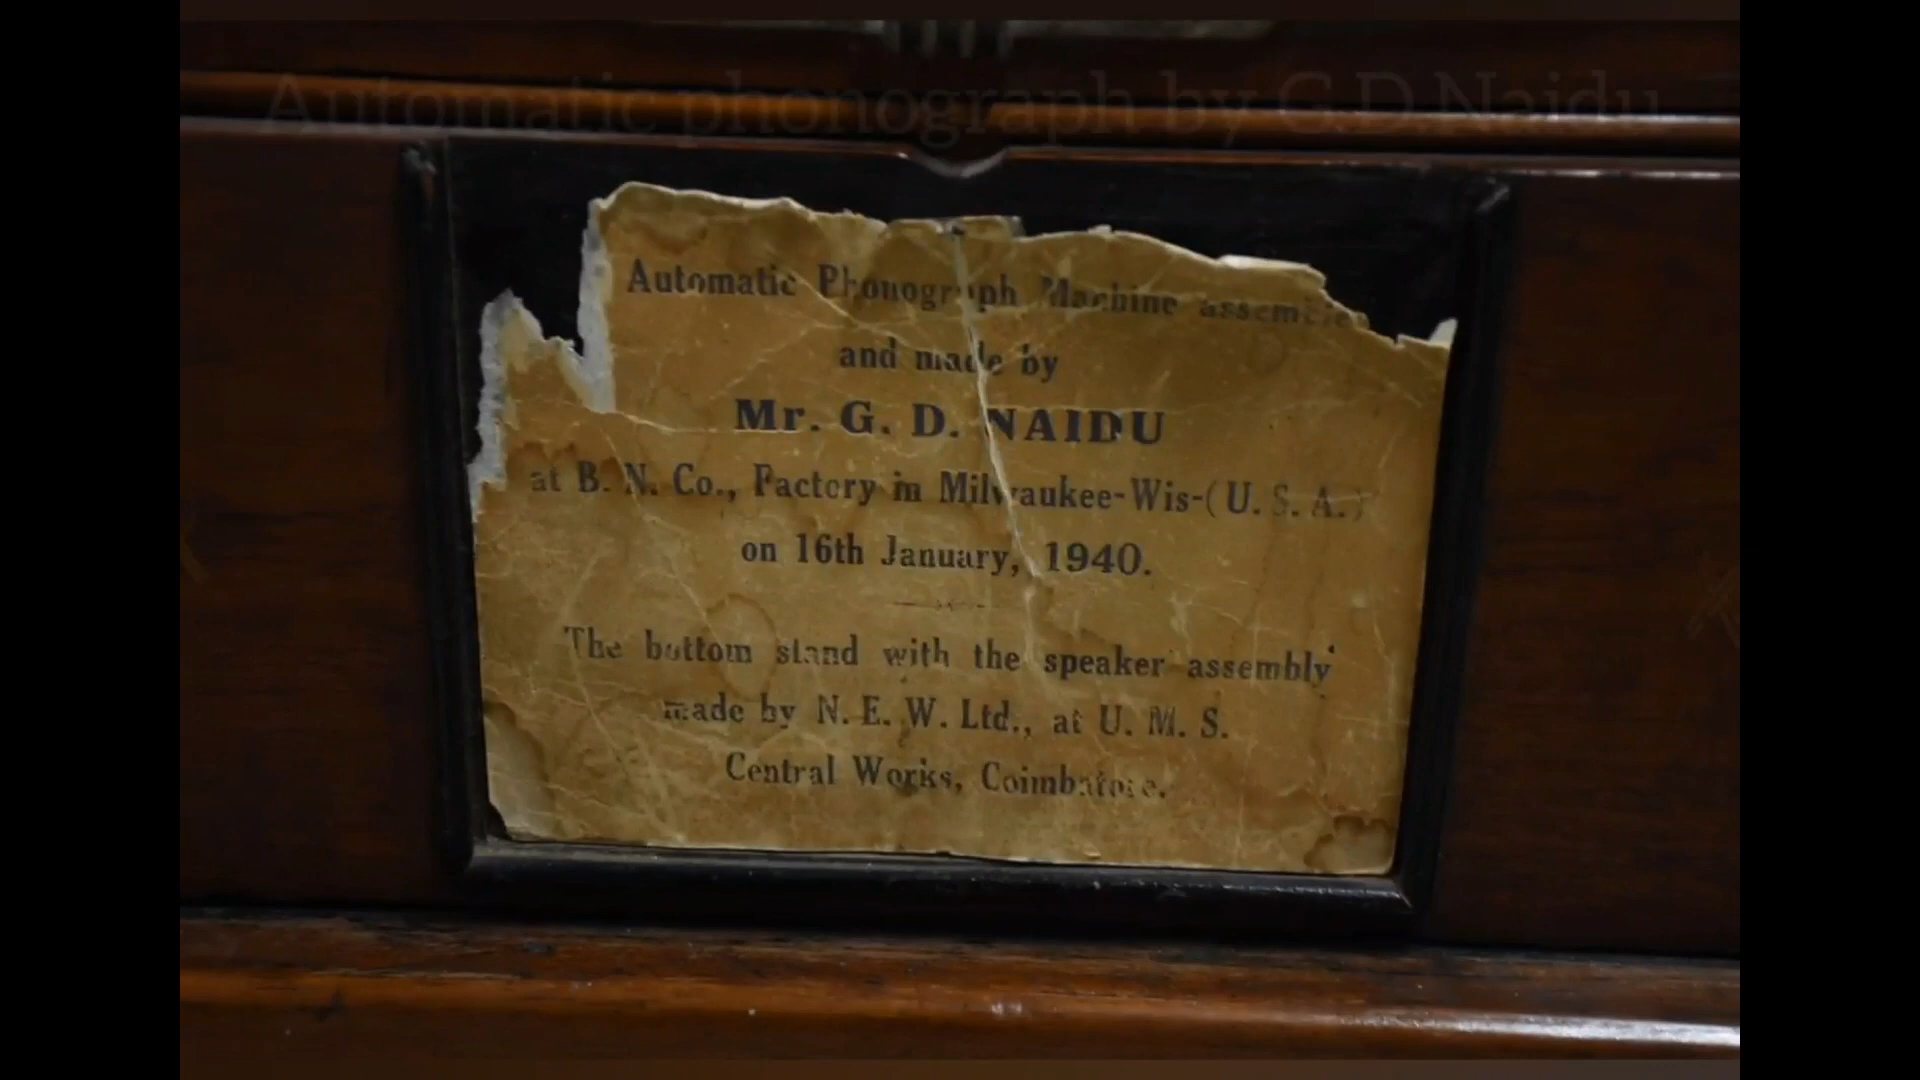 Automatic phonograph by G.D.Naidu
Automatic Phonograph Machine assemble
and made by
Mr. G. D. NAIDU
at B. N. Co., Factory in Milwaukee-Wis-(U. S. A.)
on 16th January, 1940.
The bottom stand with the speaker assembly
made by N. E. W. Ltd., at U. M. S.
Central Works, Coimbatore.